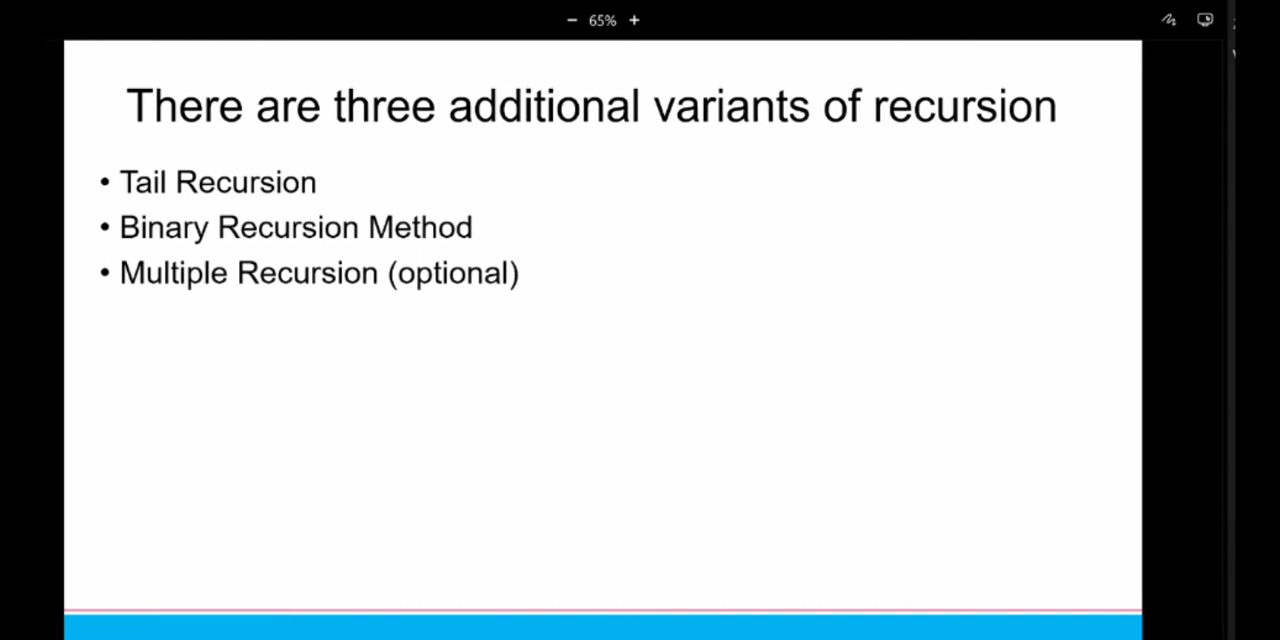 − 65% +
There are three additional variants of recursion
• Tail Recursion
• Binary Recursion Method
• Multiple Recursion (optional)